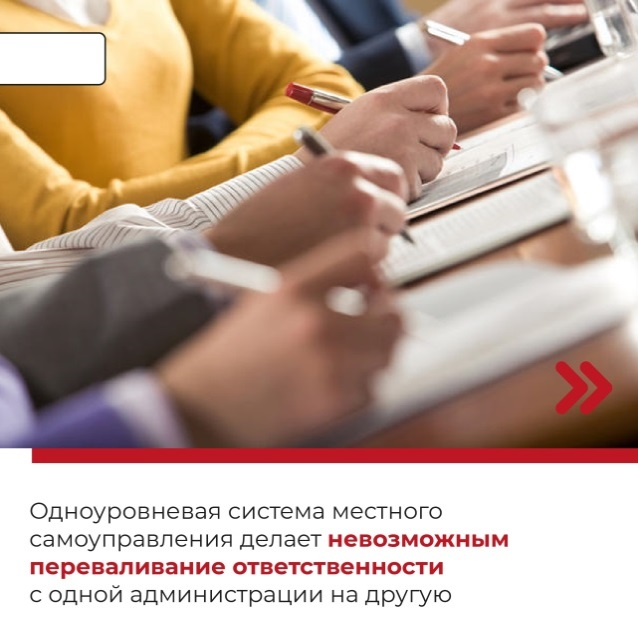 Одноуровневая система местного
самоуправления делает невозможным
переваливание ответственности
с одной администрации на другую